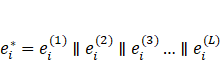 e_i^* = e_i^{(1)} ∥ e_i^{(2)} ∥ e_i^{(3)} … ∥ e_i^{(L)}